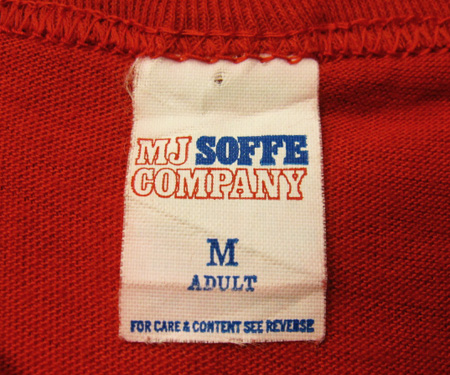 MJ SOFFE
COMPANY
M
ADULT
FOR CARE & CONTENT SEE REVERSE